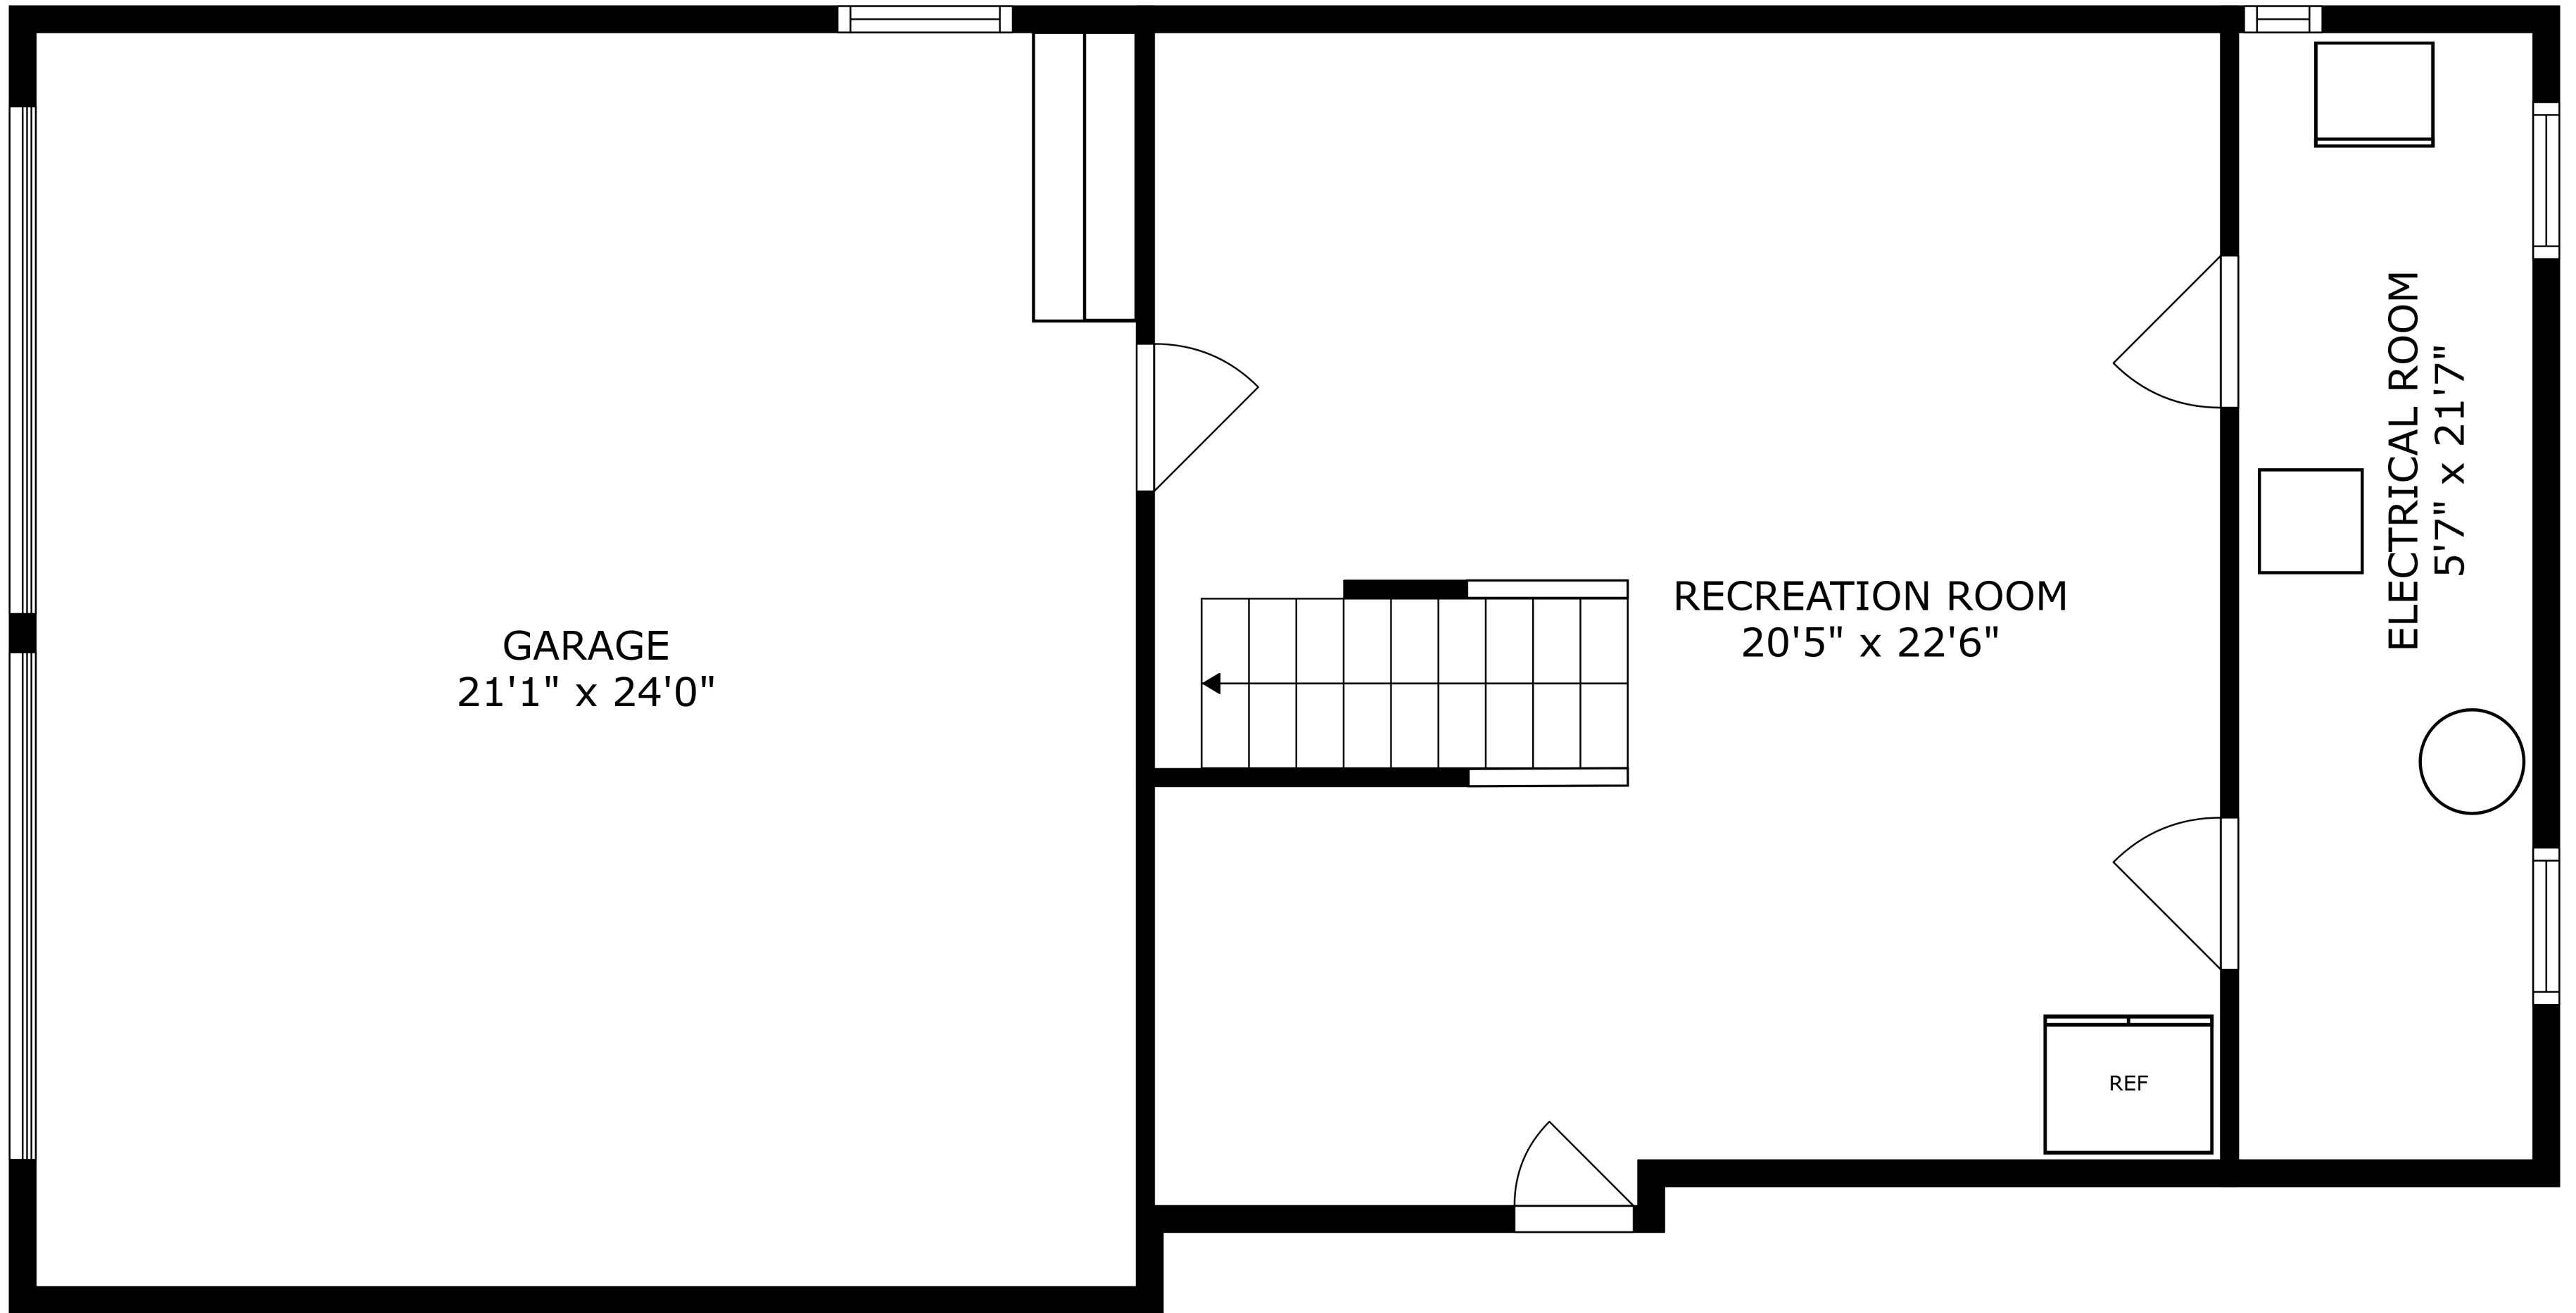 GARAGE
21'1" x 24'0"
RECREATION ROOM
20'5" x 22'6"
ELECTRICAL ROOM
5'7" x 21'7"
REF